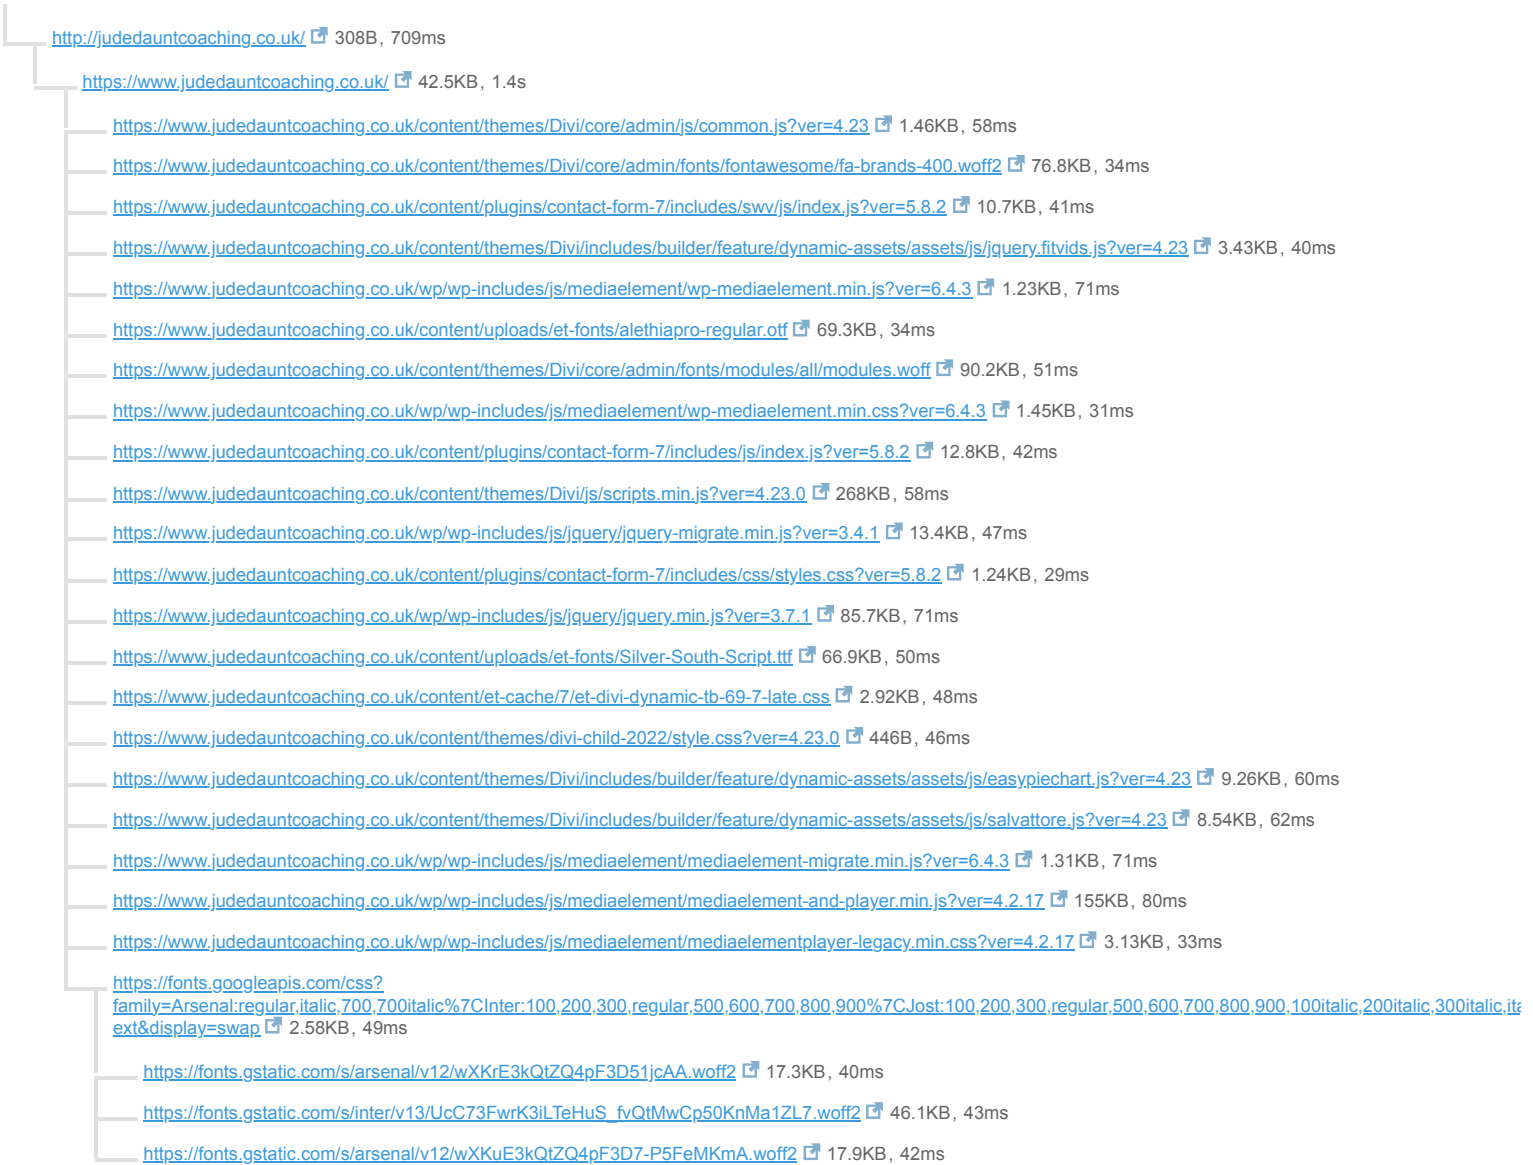 http://judedauntcoaching.co.uk/ 308B, 709ms
https://www.judedauntcoaching.co.uk/ 42.5KB, 1.4s
https://www.judedauntcoaching.co.uk/content/themes/Divi/core/admin/js/common.js?ver=4.23 1.46KB, 58ms
https://www.judedauntcoaching.co.uk/content/themes/Divi/core/admin/fonts/fontawesome/fa-brands-400.woff2 76.8KB, 34ms
https://www.judedauntcoaching.co.uk/content/plugins/contact-form-7/includes/swv/js/index.js?ver=5.8.2 10.7KB, 41ms
https://www.judedauntcoaching.co.uk/content/themes/Divi/includes/builder/feature/dynamic-assets/assets/js/jquery.fitvids.js?ver=4.23 3.43KB, 40ms
https://www.judedauntcoaching.co.uk/wp/wp-includes/js/mediaelement/wp-mediaelement.min.js?ver=6.4.3 1.23KB, 71ms
https://www.judedauntcoaching.co.uk/content/uploads/et-fonts/alethiapro-regular.otf 69.3KB, 34ms
https://www.judedauntcoaching.co.uk/content/themes/Divi/core/admin/fonts/modules/all/modules.woff 90.2KB, 51ms
https://www.judedauntcoaching.co.uk/wp/wp-includes/js/mediaelement/wp-mediaelement.min.css?ver=6.4.3 1.45KB, 31ms
https://www.judedauntcoaching.co.uk/content/plugins/contact-form-7/includes/js/index.js?ver=5.8.2 12.8KB, 42ms
https://www.judedauntcoaching.co.uk/content/themes/Divi/js/scripts.min.js?ver=4.23.0 268KB, 58ms
https://www.judedauntcoaching.co.uk/wp/wp-includes/js/jquery/jquery-migrate.min.js?ver=3.4.1 13.4KB, 47ms
https://www.judedauntcoaching.co.uk/content/plugins/contact-form-7/includes/css/styles.css?ver=5.8.2 1.24KB, 29ms
https://www.judedauntcoaching.co.uk/wp/wp-includes/js/jquery/jquery.min.js?ver=3.7.1 85.7KB, 71ms
https://www.judedauntcoaching.co.uk/content/uploads/et-fonts/Silver-South-Script.ttf 66.9KB, 50ms
https://www.judedauntcoaching.co.uk/content/et-cache/7/et-divi-dynamic-tb-69-7-late.css 2.92KB, 48ms
https://www.judedauntcoaching.co.uk/content/themes/divi-child-2022/style.css?ver=4.23.0 446B, 46ms
https://www.judedauntcoaching.co.uk/content/themes/Divi/includes/builder/feature/dynamic-assets/assets/js/easypiechart.js?ver=4.23 9.26KB, 60ms
https://www.judedauntcoaching.co.uk/content/themes/Divi/includes/builder/feature/dynamic-assets/assets/js/salvattore.js?ver=4.23 8.54KB, 62ms
https://www.judedauntcoaching.co.uk/wp/wp-includes/js/mediaelement/mediaelement-migrate.min.js?ver=6.4.3 1.31KB, 71ms
https://www.judedauntcoaching.co.uk/wp/wp-includes/js/mediaelement/mediaelement-and-player.min.js?ver=4.2.17 155KB, 80ms
https://www.judedauntcoaching.co.uk/wp/wp-includes/js/mediaelement/mediaelementplayer-legacy.min.css?ver=4.2.17 3.13KB, 33ms
https://fonts.googleapis.com/css?
family=Arsenal:regular,italic,700,700italic%7CInter:100,200,300,regular,500,600,700,800,900%7CJost:100,200,300,regular,500,600,700,800,900,100italic,200italic,300italic,ita
ext&display=swap 2.58KB, 49ms
https://fonts.gstatic.com/s/arsenal/v12/wXKrE3kQtZQ4pF3D51jcAA.woff2 17.3KB, 40ms
https://fonts.gstatic.com/s/inter/v13/UcC73FwrK3iLTeHuS_fvQtMwCp50KnMa1ZL7.woff2 46.1KB, 43ms
https://fonts.gstatic.com/s/arsenal/v12/wXKuE3kQtZQ4pF3D7-P5FeMKmA.woff2 17.9KB, 42ms